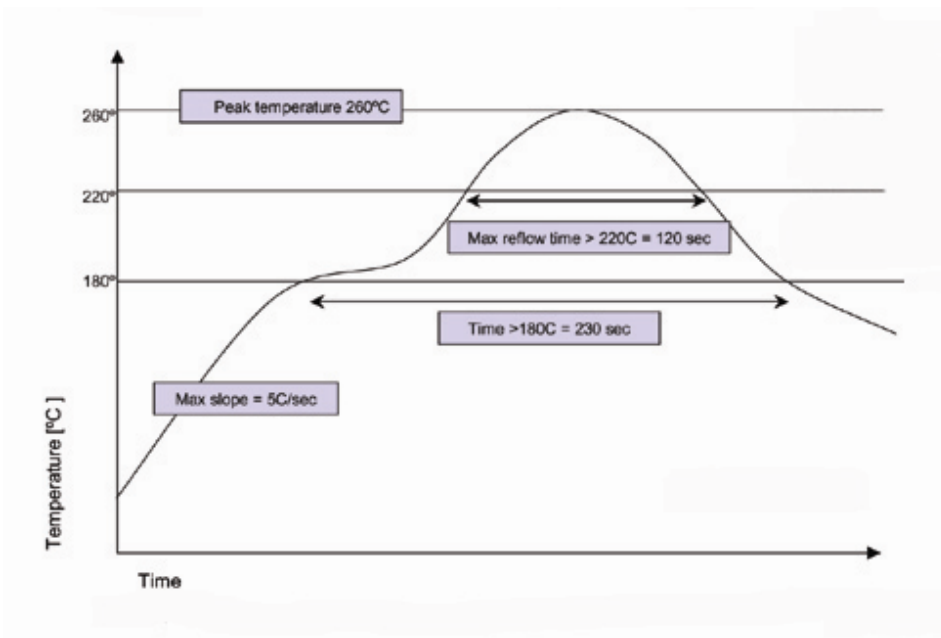 Peak temperature 260ºC
260º
220º
Max reflow time > 220C = 120 sec
180º
Time >180C = 230 sec
Max slope = 5C/sec
Temperature [ºC ]
Time